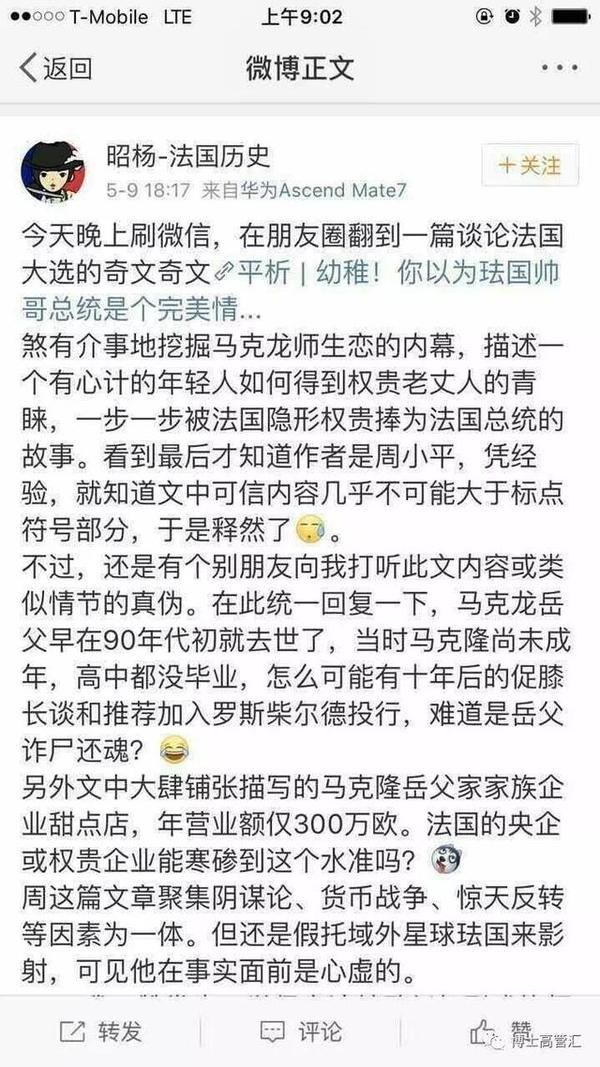 T-Mobile LTE 上午9:02
返回 微博正文
昭杨-法国历史
+关注
5-9 18:17 来自华为Ascend Mate7
今天晚上刷微信，在朋友圈翻到一篇谈论法国
大选的奇文奇文平析 | 幼稚！你以为珐国帅
哥总统是个完美情...
煞有介事地挖掘马克龙师生恋的内幕，描述一
个有心计的年轻人如何得到权贵老丈人的青
睐，一步一步被法国隐形权贵捧为法国总统的
故事。看到最后才知道作者是周小平，凭经
验，就知道文中可信内容几乎不可能大于标点
符号部分，于是释然了。
不过，还是有个别朋友向我打听此文内容或类
似情节的真伪。在此统一回复一下，马克龙岳
父早在90年代初就去世了，当时马克隆尚未成
年，高中都没毕业，怎么可能有十年后的促膝
长谈和推荐加入罗斯柴尔德投行，难道是岳父
诈尸还魂？
另外文中大肆铺张描写的马克隆岳父家家族企
业甜点店，年营业额仅300万欧。法国的央企
或权贵企业能寒碜到这个水准吗？
周这篇文章聚集阴谋论、货币战争、惊天反转
等因素为一体。但还是假托域外星球珐国来影
射，可见他在事实面前是心虚的。
转发 评论 赞
博士高管汇